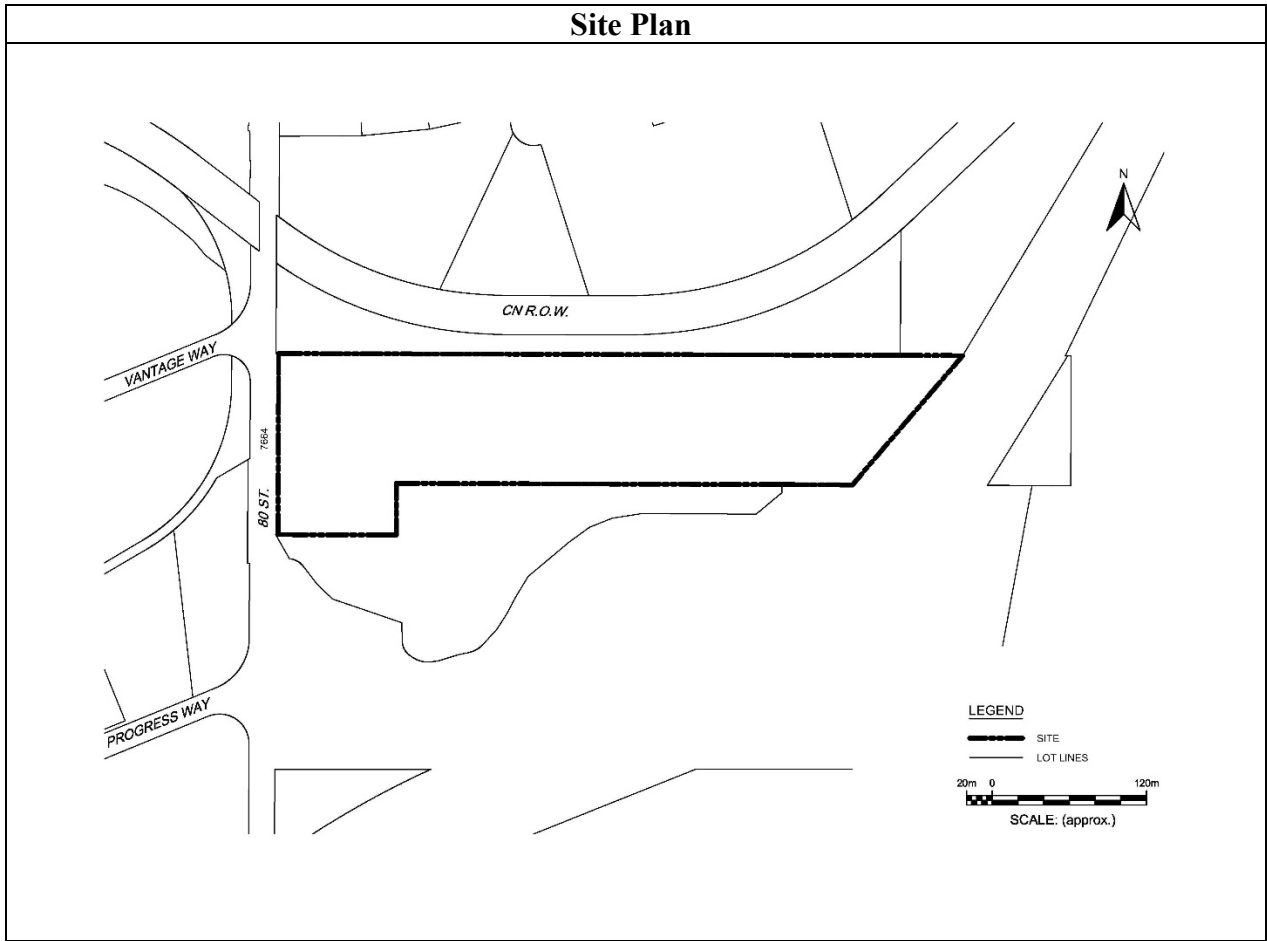 Site Plan
N
CN R.O.W.
VANTAGE WAY
7664
80 ST.
PROGRESS WAY
LEGEND
SITE
LOT LINES
20m 0 120m
SCALE: (approx.)